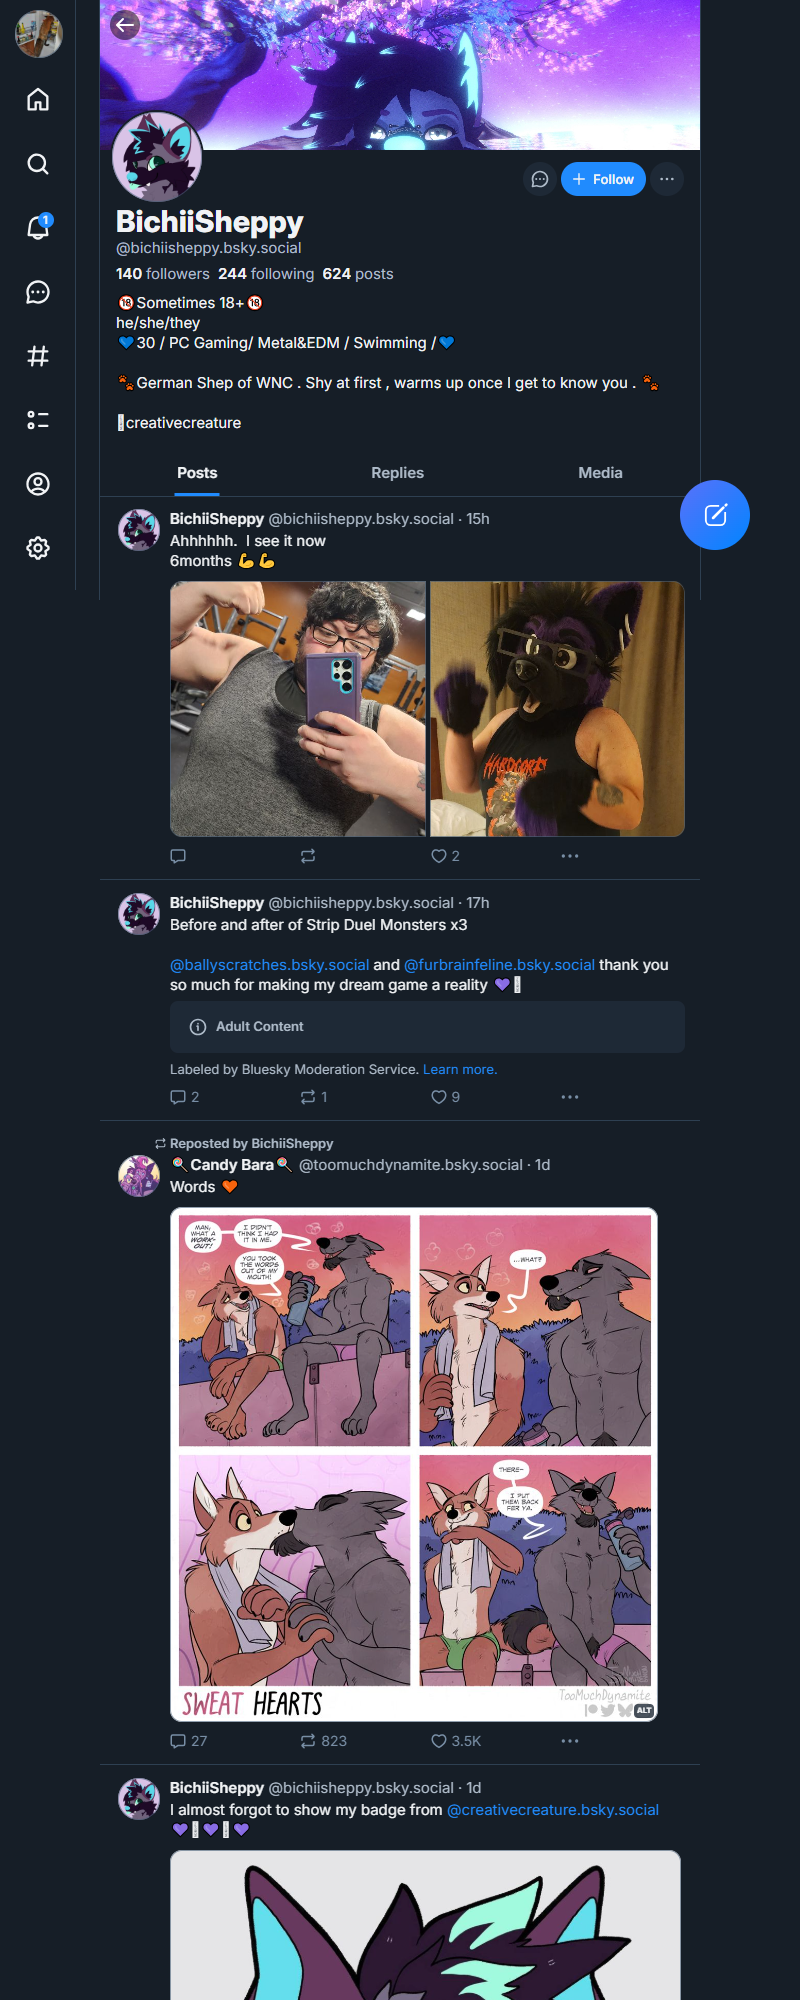 1
Follow
BichiiSheppy
@bichiisheppy.bsky.social
140 followers 244 following 624 posts
🔞Sometimes 18+🔞
he/she/they
💙30 / PC Gaming/ Metal&EDM / Swimming /💙
🐾German Shep of WNC . Shy at first , warms up once I get to know you . 🐾
creativecreature
Posts Replies Media
BichiiSheppy @bichiisheppy.bsky.social · 15h
Ahhhhhh. I see it now
6months 💪💪
HARDCORE
2
BichiiSheppy @bichiisheppy.bsky.social · 17h
Before and after of Strip Duel Monsters x3
@ballyscratches.bsky.social and @furbrainfeline.bsky.social thank you
so much for making my dream game a reality 💜
Adult Content
Labeled by Bluesky Moderation Service. Learn more.
2 1 9
Reposted by BichiiSheppy
🍭Candy Bara🍭 @toomuchdynamite.bsky.social · 1d
Words 🧡
MAN,
WHAT A
WORK-
OUT!
I DIDN'T
THINK I HAD
IT IN ME.
YOU TOOK
THE WORDS
OUT OF MY
MOUTH!
...WHAT?
THERE-
I PUT
THEM BACK
FER YA.
SWEAT HEARTS
TooMuchDynamite
ALT
27 823 3.5K
BichiiSheppy @bichiisheppy.bsky.social · 1d
I almost forgot to show my badge from @creativecreature.bsky.social
💜💜💜